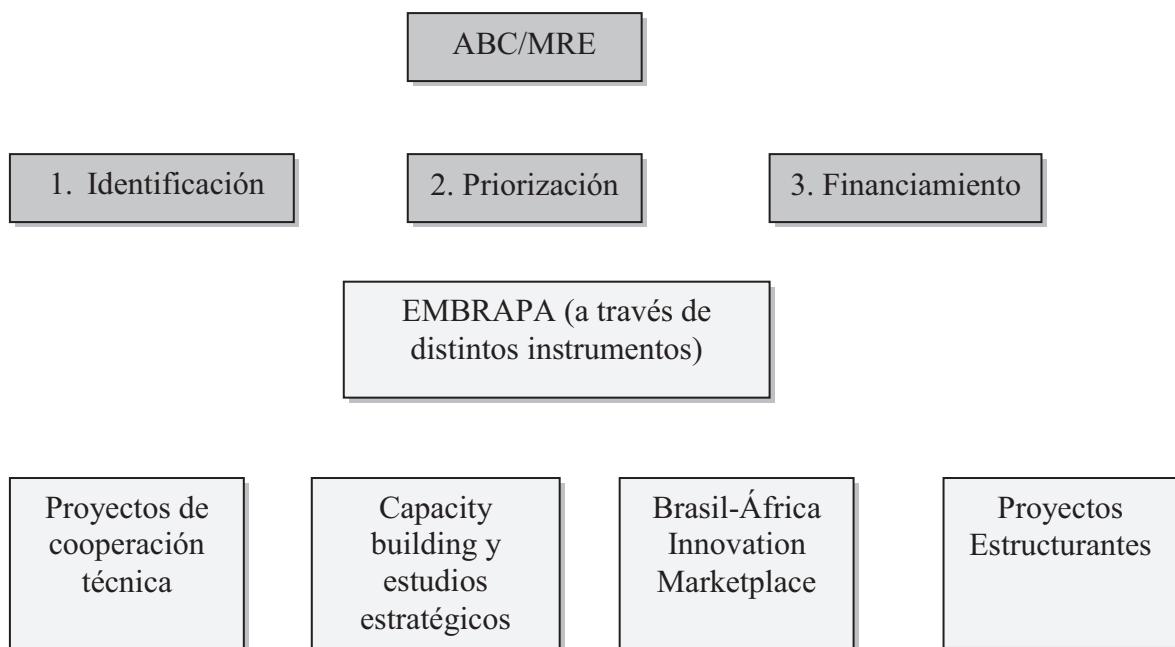 ABC/MRE
1. Identificación
2. Priorización
3. Financiamiento
EMBRAPA (a través de
distintos instrumentos)
Proyectos de
cooperación
técnica
Capacity
building y
estudios
estratégicos
Brasil-África
Innovation
Marketplace
Proyectos
Estructurantes